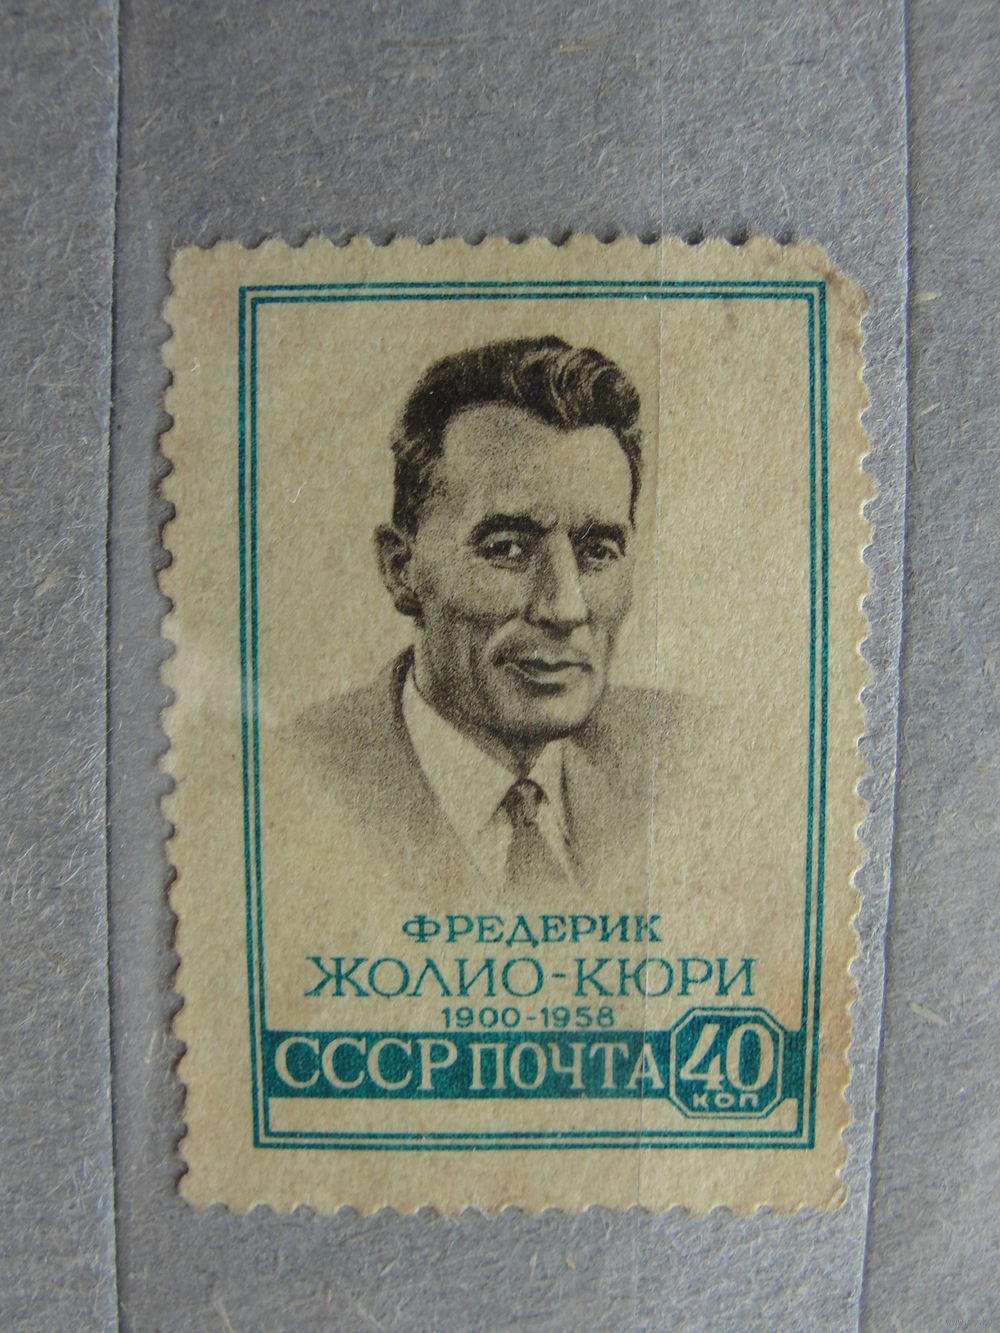 ФРЕДЕРИК
ЖОЛИО-КЮРИ
1900-1958
СССР ПОЧТА 40
КОП